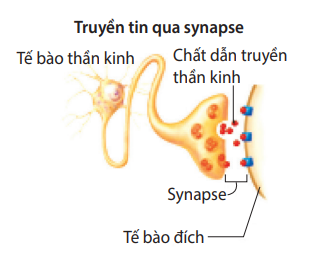 Truyền tin qua synapse
Tế bào thần kinh
Chất dẫn truyền
thần kinh
Synapse
Tế bào đích